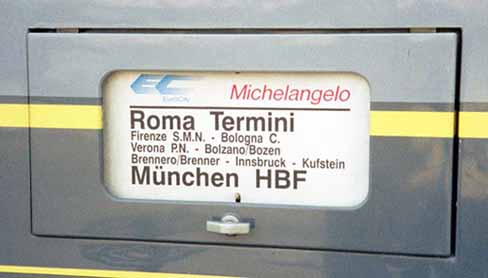 EC
EuroCity
Michelangelo
Roma Termini
Firenze S.M.N. - Bologna C.
Verona P.N. - Bolzano/Bozen
Brennero/Brenner - Innsbruck - Kufstein
München HBF